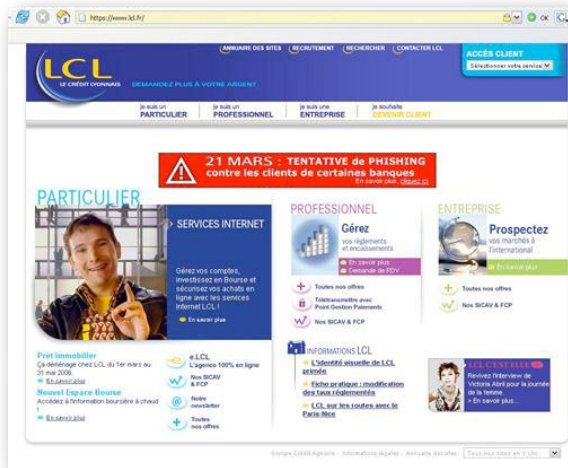 https://www.lcl.fr/
OK
ANNUAIRE DES SITES
RECRUTEMENT
RECHERCHER
CONTACTER LCL
ACCÈS CLIENT
Sélectionner votre service
LCL
LE CRÉDIT LYONNAIS
DEMANDEZ PLUS À VOTRE ARGENT
je suis un
PARTICULIER
je suis un
PROFESSIONNEL
je suis une
ENTREPRISE
je souhaite
DEVENIR CLIENT
21 MARS : TENTATIVE de PHISHING
contre les clients de certaines banques
En savoir plus, cliquez ici
PARTICULIER
SERVICES INTERNET
Gérez vos comptes,
investissez en Bourse et
sécurisez vos achats en
ligne avec les services
Internet LCL !
En savoir plus
PROFESSIONNEL
Gérez
vos règlements
et encaissements
En savoir plus
Demande de RDV
Toutes nos offres
Télétransmettre avec
Point Gestion Paiements
Nos SICAV & FCP
ENTREPRISE
Prospectez
vos marchés à
l'international
En savoir plus
Toutes nos offres
Nos SICAV & FCP
Prêt immobilier
Ça déménage chez LCL du 1er mars au
31 mai 2006.
En savoir plus
Nouvel Espace Bourse
Accédez à l'information boursière à chaud
!
En savoir plus
e.LCL
L'agence 100% en ligne
Nos SICAV
& FCP
Notre
newsletter
Toutes
nos offres
INFORMATIONS LCL
L'identité visuelle de LCL
primée
Fiche pratique : modification
des taux réglementés
LCL sur les routes avec le
Paris-Nice
LCL C'EST ELLE
Revivez l'interview de
Victoria Abril pour la journée
de la femme.
> En savoir plus...
Groupe Crédit Agricole - Informations légales - Annuaire des sites -
Tous nos sites en 1 clic